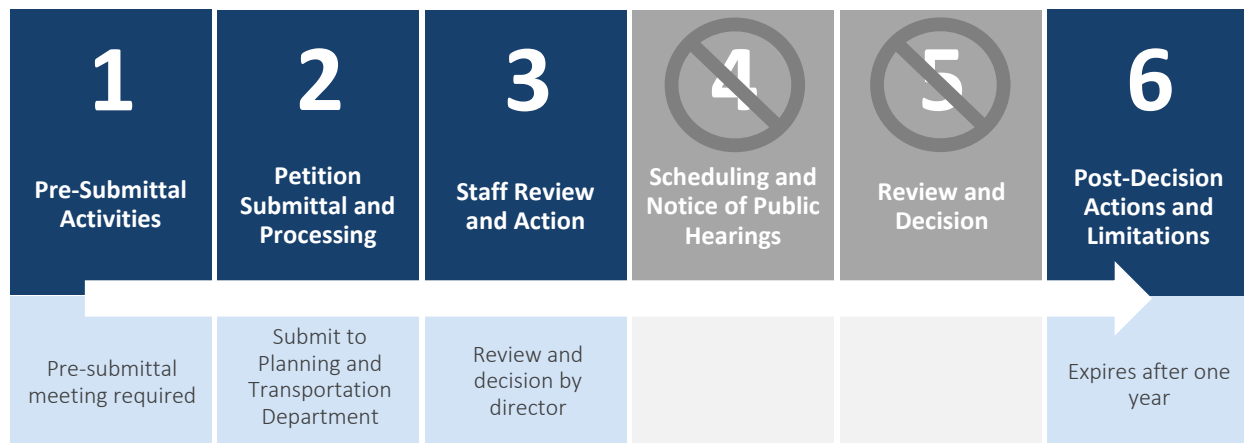 1
Pre-Submittal
Activities
Pre-submittal
meeting required
2
Petition
Submittal and
Processing
Submit to
Planning and
Transportation
Department
3
Staff Review
and Action
Review and
decision by
director
4
Scheduling and
Notice of Public
Hearings
5
Review and
Decision
6
Post-Decision
Actions and
Limitations
Expires after one
year